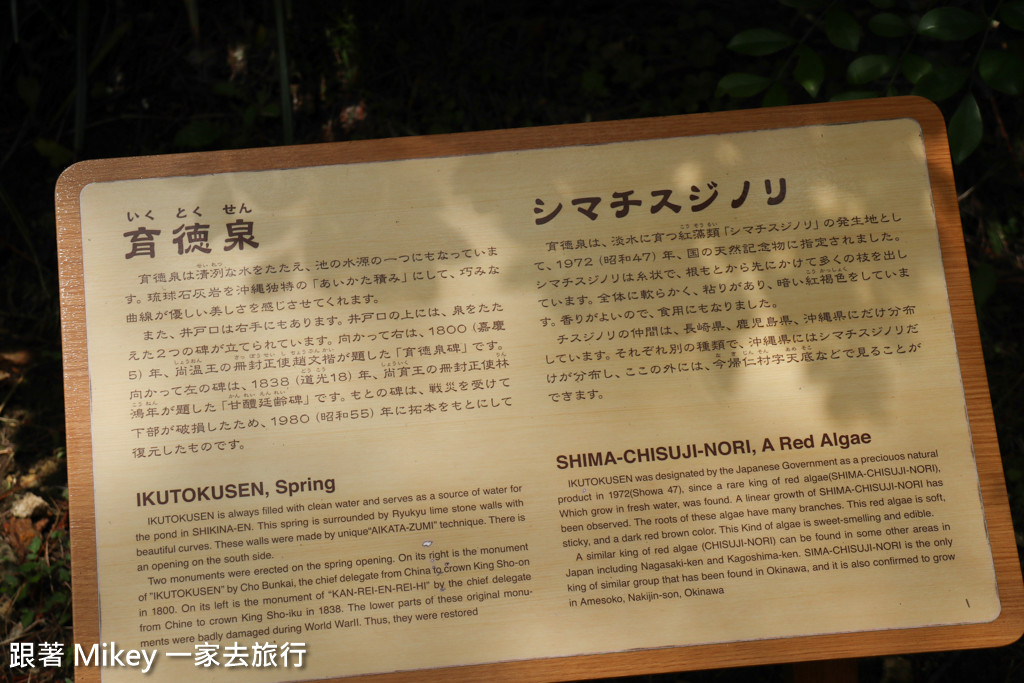 いくとくせん
育徳泉
育徳泉は清冽な水をたたえ、池の水源の一つにもなっていま
す。琉球石灰岩を沖縄独特の「あいかた積み」にして、巧みな
曲線が優しい美しさを感じさせてくれます。
また、井戸口は右手にもあります。井戸口の上には、泉をたた
えた2つの碑が立てられています。向かって右は、1800(嘉慶
5)年、尚温王の冊封正使趙文楷が題した「育徳泉碑」です。
向かって左の碑は、1838(道光18)年、尚育王の冊封正使林
鴻年が題した「甘醴延齢碑」です。もとの碑は、戦災を受けて
下部が破損したため、1980(昭和55)年に拓本をもとにして
復元したものです。
IKUTOKUSEN, Spring
IKUTOKUSEN is always filled with clean water and serves as a source of water for
the pond in SHIKINA-EN. This spring is surrounded by Ryukyu lime stone walls with
beautiful curves. These walls were made by unique"AIKATA-ZUMI" technique. There is
an opening on the south side.
Two monuments were erected on the spring opening. On its right is the monument
of "IKUTOKUSEN" by Cho Bunkai, the chief delegate from China to crown King Sho-on
in 1800. On its left is the monument of "KAN-REI-EN-REI-HI" by the chief delegate
from China to crown King Sho-iku in 1838. The lower parts of these original monu-
ments were badly damaged during World WarII. Thus, they were restored
シマチスジノリ
育徳泉は、淡水に育つ紅藻類「シマチスジノリ」の発生地とし
て、1972(昭和47)年、国の天然記念物に指定されました。
シマチスジノリは糸状で、根もとから先にかけて多くの枝を出し
ています。全体に軟らかく、粘りがあり、暗い紅褐色をしていま
す。香りがよいので、食用にもなりました。
チスジノリの仲間は、長崎県、鹿児島県、沖縄県にだけ分布
しています。それぞれ別の種類で、沖縄県にはシマチスジノリだ
けが分布し、ここの外には、今帰仁村字天底などで見ることが
できます。
SHIMA-CHISUJI-NORI, A Red Algae
IKUTOKUSEN was designated by the Japanese Government as a preciouos natural
product in 1972(Showa 47), since a rare king of red algae(SHIMA-CHISUJI-NORI),
Which grow in fresh water, was found. A linear growth of SHIMA-CHISUJI-NORI has
been observed. The roots of these algae have many branches. This red algae is soft,
sticky, and a dark red brown color. This Kind of algae is sweet-smelling and edible.
A similar king of red algae (CHISUJI-NORI) can be found in some other areas in
Japan including Nagasaki-ken and Kagoshima-ken. SIMA-CHISUJI-NORI is the only
king of similar group that has been found in Okinawa, and it is also confirmed to grow
in Amesoko, Nakijin-son, Okinawa
跟著 Mikey 一家去旅行